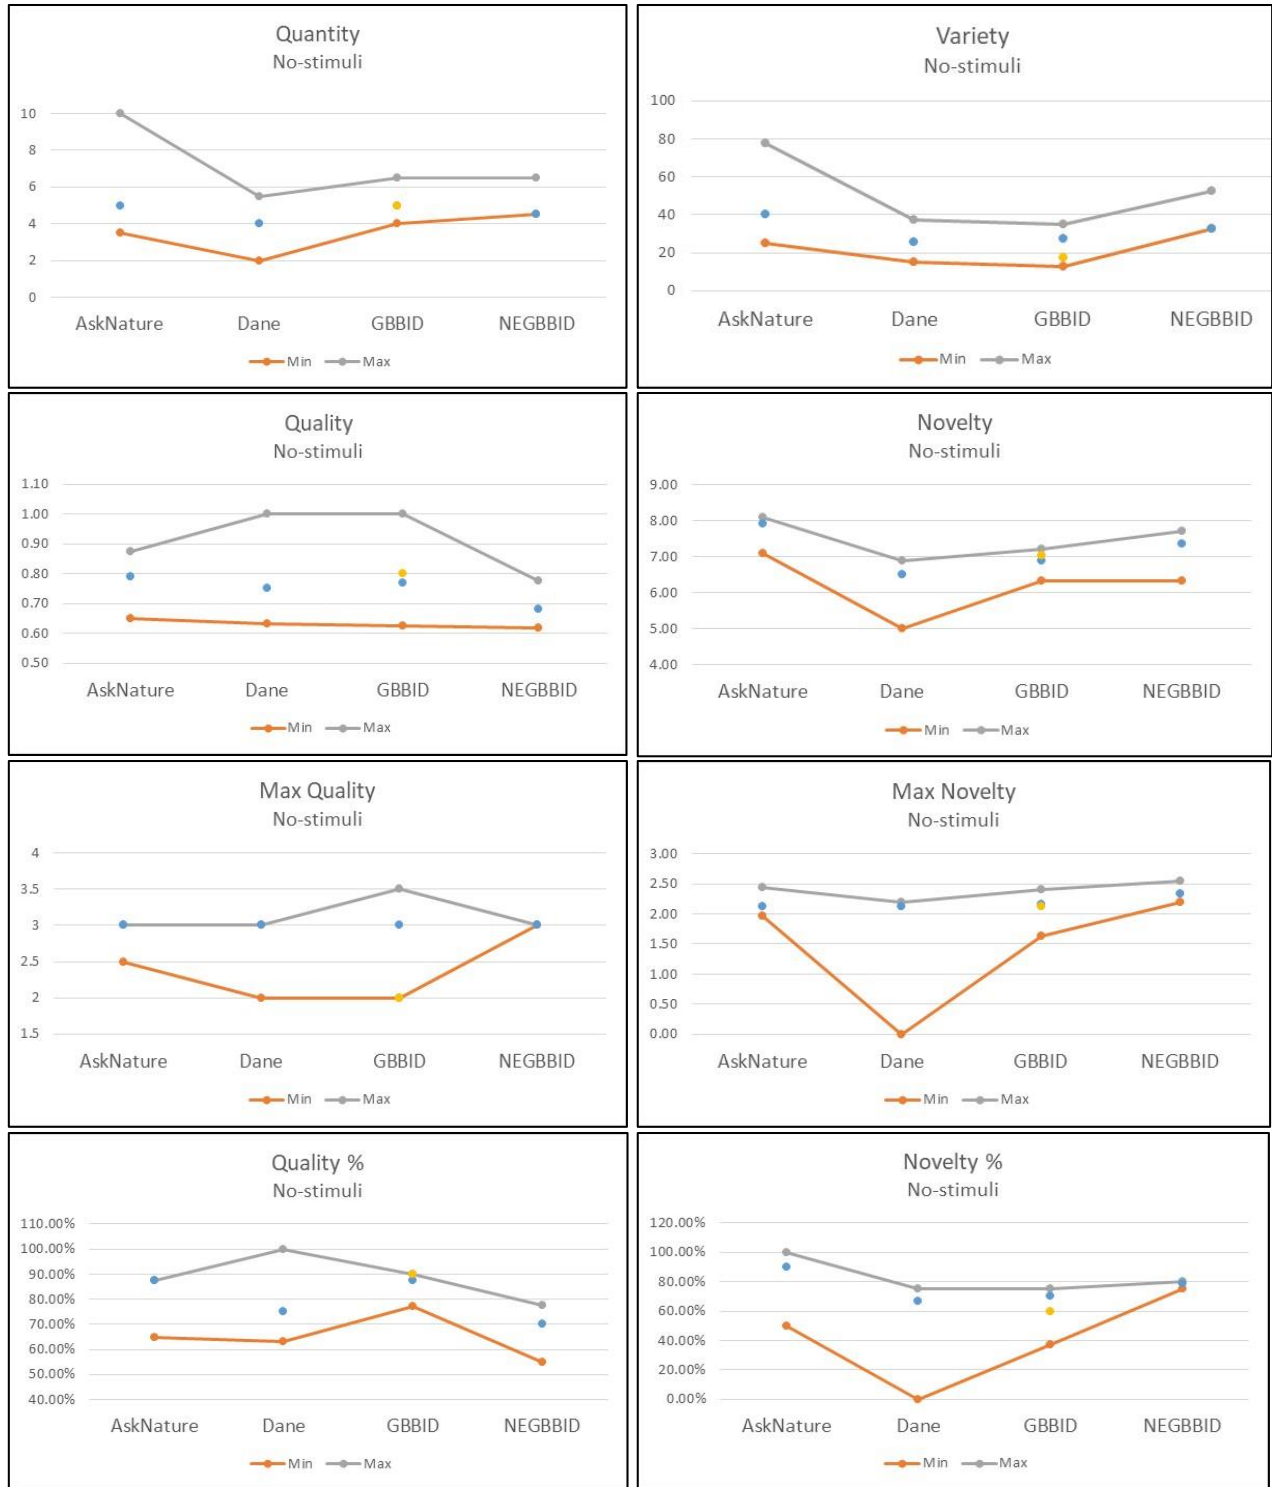 Quantity
No-stimuli
10
8
6
4
2
0
AskNature Dane GBBID NEGBBID
Min Max
Variety
No-stimuli
100
80
60
40
20
0
AskNature Dane GBBID NEGBBID
Min Max
Quality
No-stimuli
1.10
1.00
0.90
0.80
0.70
0.60
0.50
AskNature Dane GBBID NEGBBID
Min Max
Novelty
No-stimuli
9.00
8.00
7.00
6.00
5.00
4.00
AskNature Dane GBBID NEGBBID
Min Max
Max Quality
No-stimuli
4
3.5
3
2.5
2
1.5
AskNature Dane GBBID NEGBBID
Min Max
Max Novelty
No-stimuli
3.00
2.50
2.00
1.50
1.00
0.50
0.00
AskNature Dane GBBID NEGBBID
Min Max
Quality %
No-stimuli
110.00%
100.00%
90.00%
80.00%
70.00%
60.00%
50.00%
40.00%
AskNature Dane GBBID NEGBBID
Min Max
Novelty %
No-stimuli
120.00%
100.00%
80.00%
60.00%
40.00%
20.00%
0.00%
AskNature Dane GBBID NEGBBID
Min Max